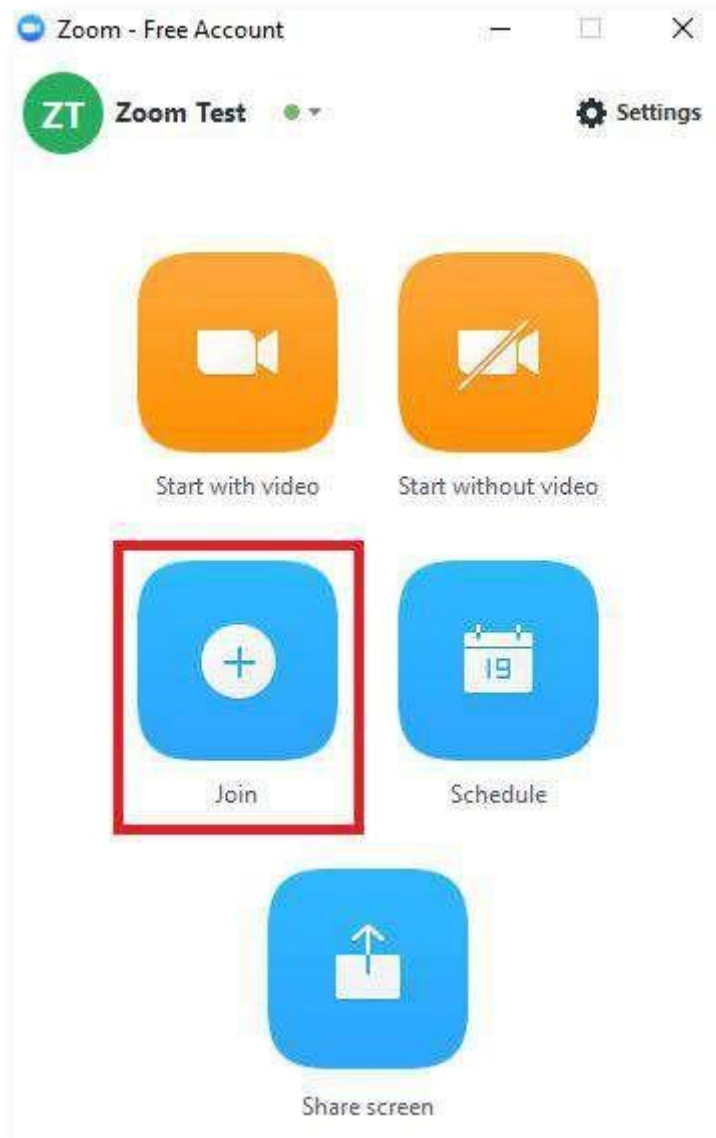 Zoom - Free Account
ZT Zoom Test Settings
Start with video Start without video
19
Join Schedule
Share screen